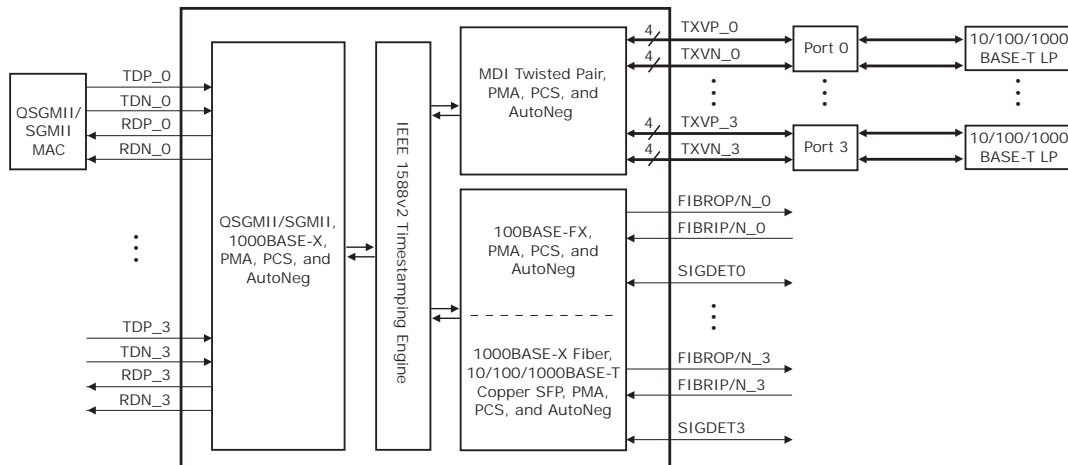 QSGMII/
SGMII
MAC
TDP_0
TDN_0
RDP_0
RDN_0
TDP_3
TDN_3
RDP_3
RDN_3
QSGMII/SGMII,
1000BASE-X,
PMA, PCS, and
AutoNeg
IEEE 1588v2 Timestamping Engine
MDI Twisted Pair,
PMA, PCS, and
AutoNeg
100BASE-FX,
PMA, PCS,
and
AutoNeg
1000BASE-X Fiber,
10/100/1000BASE-T
Copper SFP, PMA,
PCS, and AutoNeg
4 TXVP_0
4 TXVN_0
4 TXVP_3
4 TXVN_3
Port 0
Port 3
10/100/1000
BASE-T LP
10/100/1000
BASE-T LP
FIBROP/N_0
FIBRIP/N_0
SIGDET0
FIBROP/N_3
FIBRIP/N_3
SIGDET3